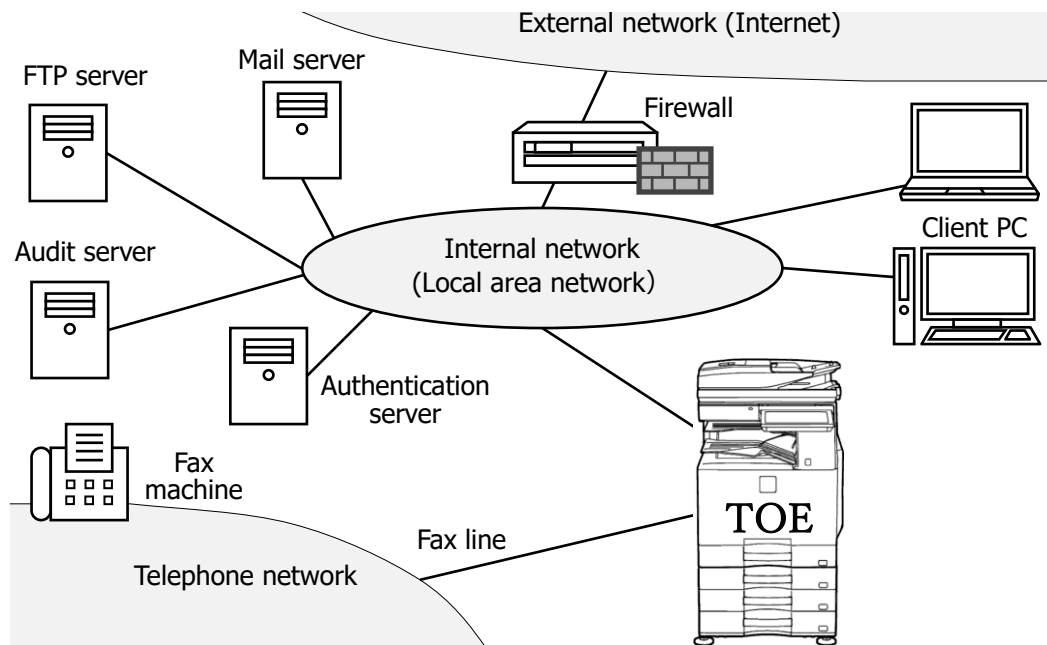 External network (Internet)
Mail server
FTP server
Firewall
Client PC
Internal network
(Local area network）
Audit server
Authentication
server
Fax
machine
TOE
Fax line
Telephone network